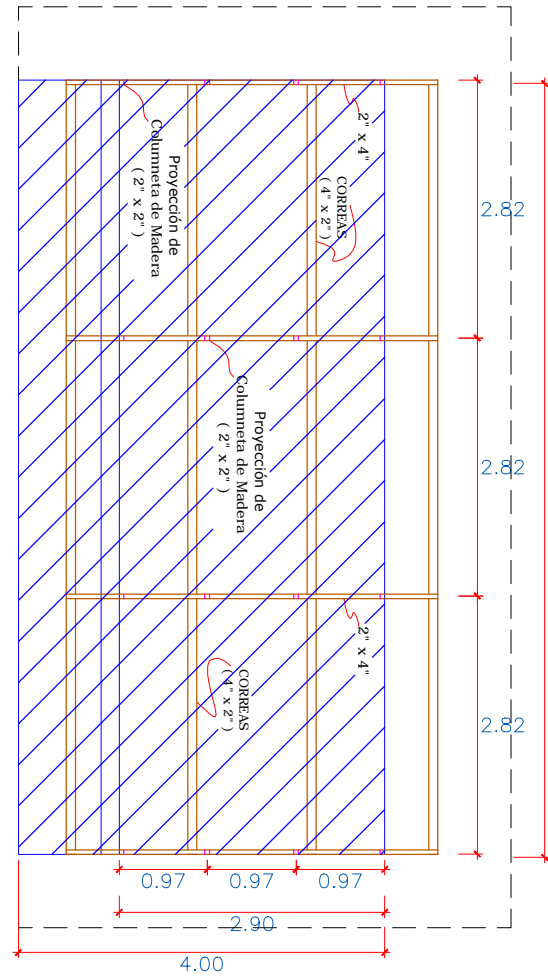 2" x 4"
CORREAS
( 4" x 2" )
Proyección de
Columneta de Madera
( 2" x 2" )
2.82
Proyección de
Columneta de Madera
( 2" x 2" )
2.82
2" x 4"
CORREAS
( 4" x 2" )
2.82
0.97 0.97 0.97
2.90
4.00